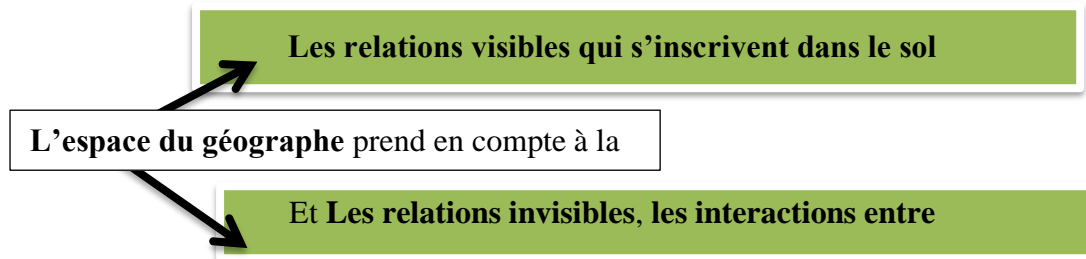 Les relations visibles qui s’inscrivent dans le sol
L’espace du géographe prend en compte à la
Et Les relations invisibles, les interactions entre